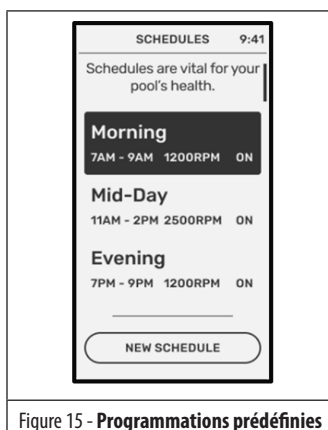 SCHEDULES 9:41
Schedules are vital for your
pool's health.
Morning
7AM - 9AM 1200RPM ON
Mid-Day
11AM - 2PM 2500RPM ON
Evening
7PM - 9PM 1200RPM ON
NEW SCHEDULE
Figure 15 - Programmations prédéfinies